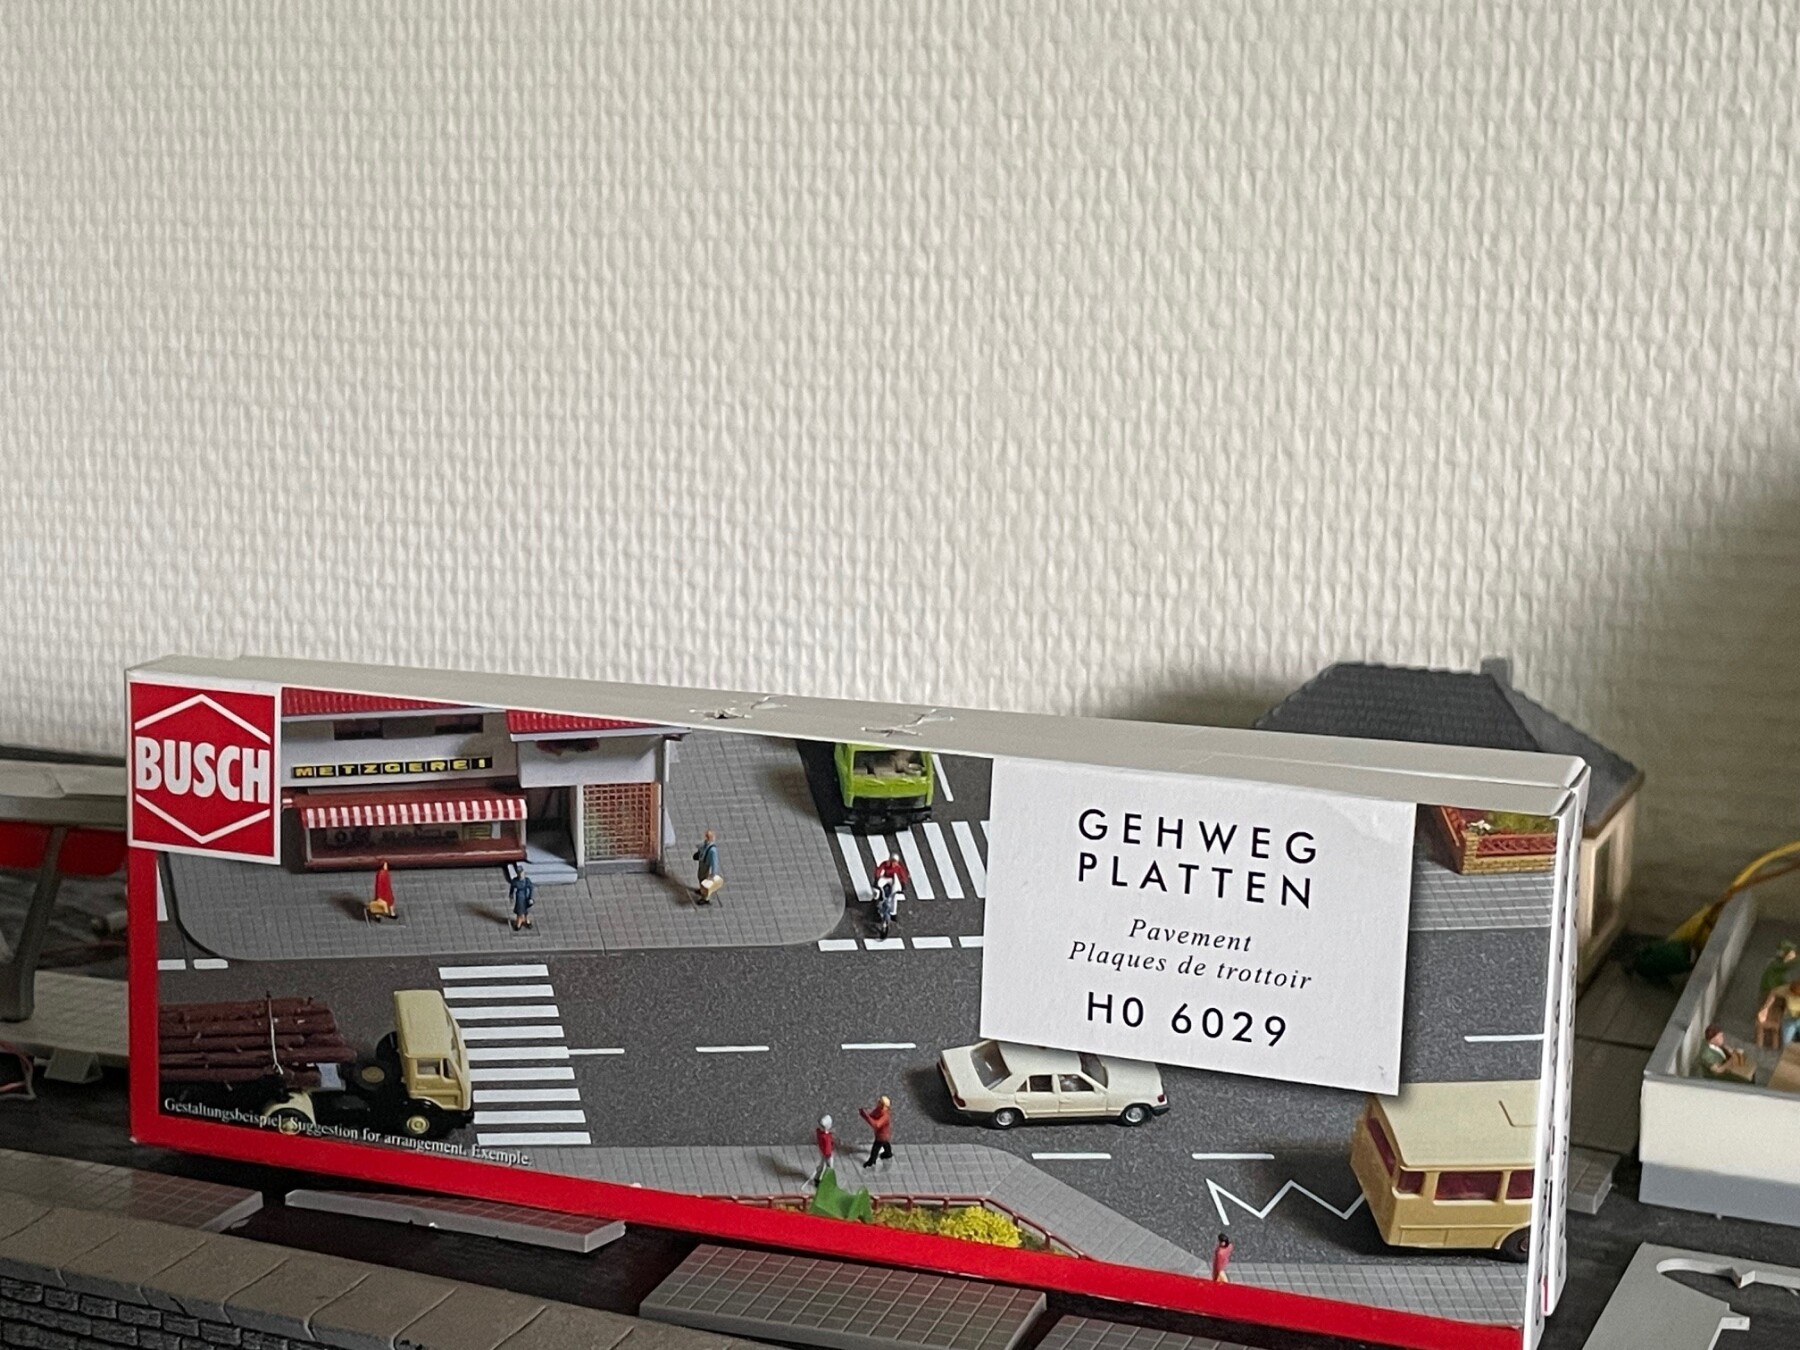 BUSCH
METZGEREI
GEHWEG
PLATTEN
Pavement
Plaques de trottoir
H0 6029
Gestaltungsbeispiel. Suggestion for arrangement. Exemple.